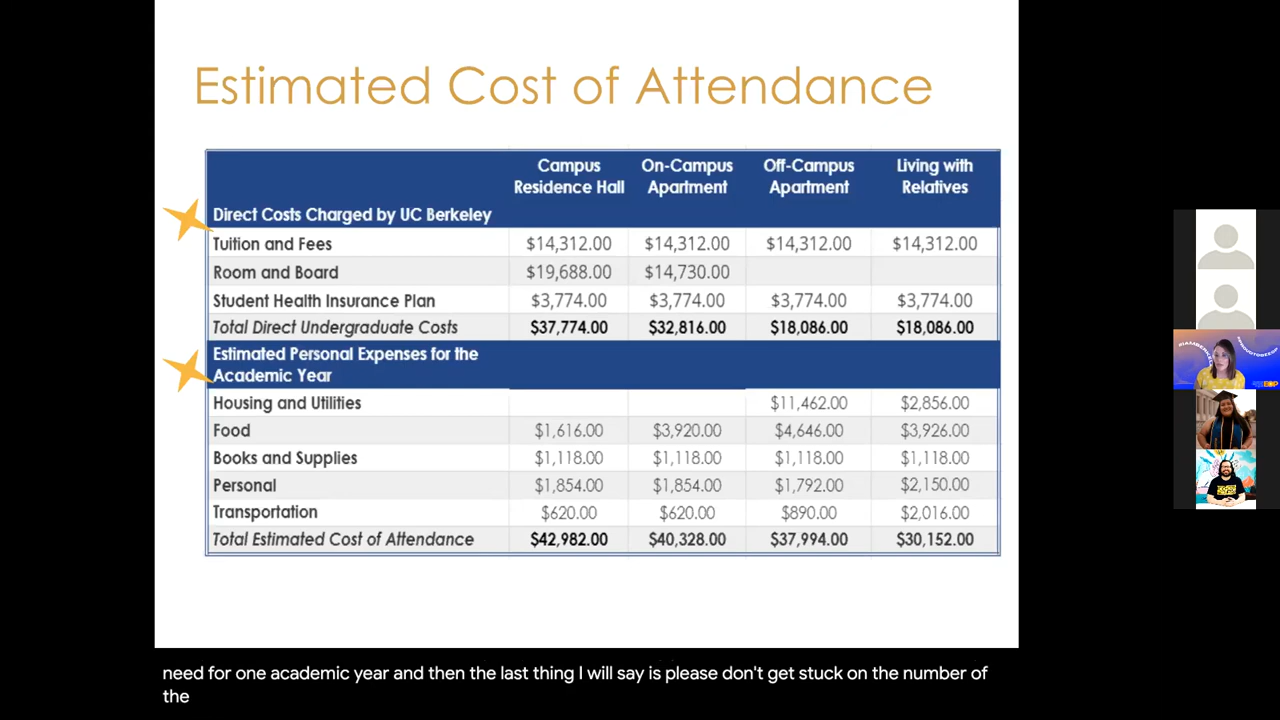 Estimated Cost of Attendance
Campus Residence Hall On-Campus Apartment Off-Campus Apartment Living with Relatives
Direct Costs Charged by UC Berkeley
Tuition and Fees $14,312.00 $14,312.00 $14,312.00 $14,312.00
Room and Board $19,688.00 $14,730.00
Student Health Insurance Plan $3,774.00 $3,774.00 $3,774.00 $3,774.00
Total Direct Undergraduate Costs $37,774.00 $32,816.00 $18,086.00 $18,086.00
Estimated Personal Expenses for the
Academic Year
Housing and Utilities $11,462.00 $2,856.00
Food $1,616.00 $3,920.00 $4,646.00 $3,926.00
Books and Supplies $1,118.00 $1,118.00 $1,118.00 $1,118.00
Personal $1,854.00 $1,854.00 $1,792.00 $2,150.00
Transportation $620.00 $620.00 $890.00 $2,016.00
Total Estimated Cost of Attendance $42,982.00 $40,328.00 $37,994.00 $30,152.00
need for one academic year and then the last thing I will say is please don't get stuck on the number of
the